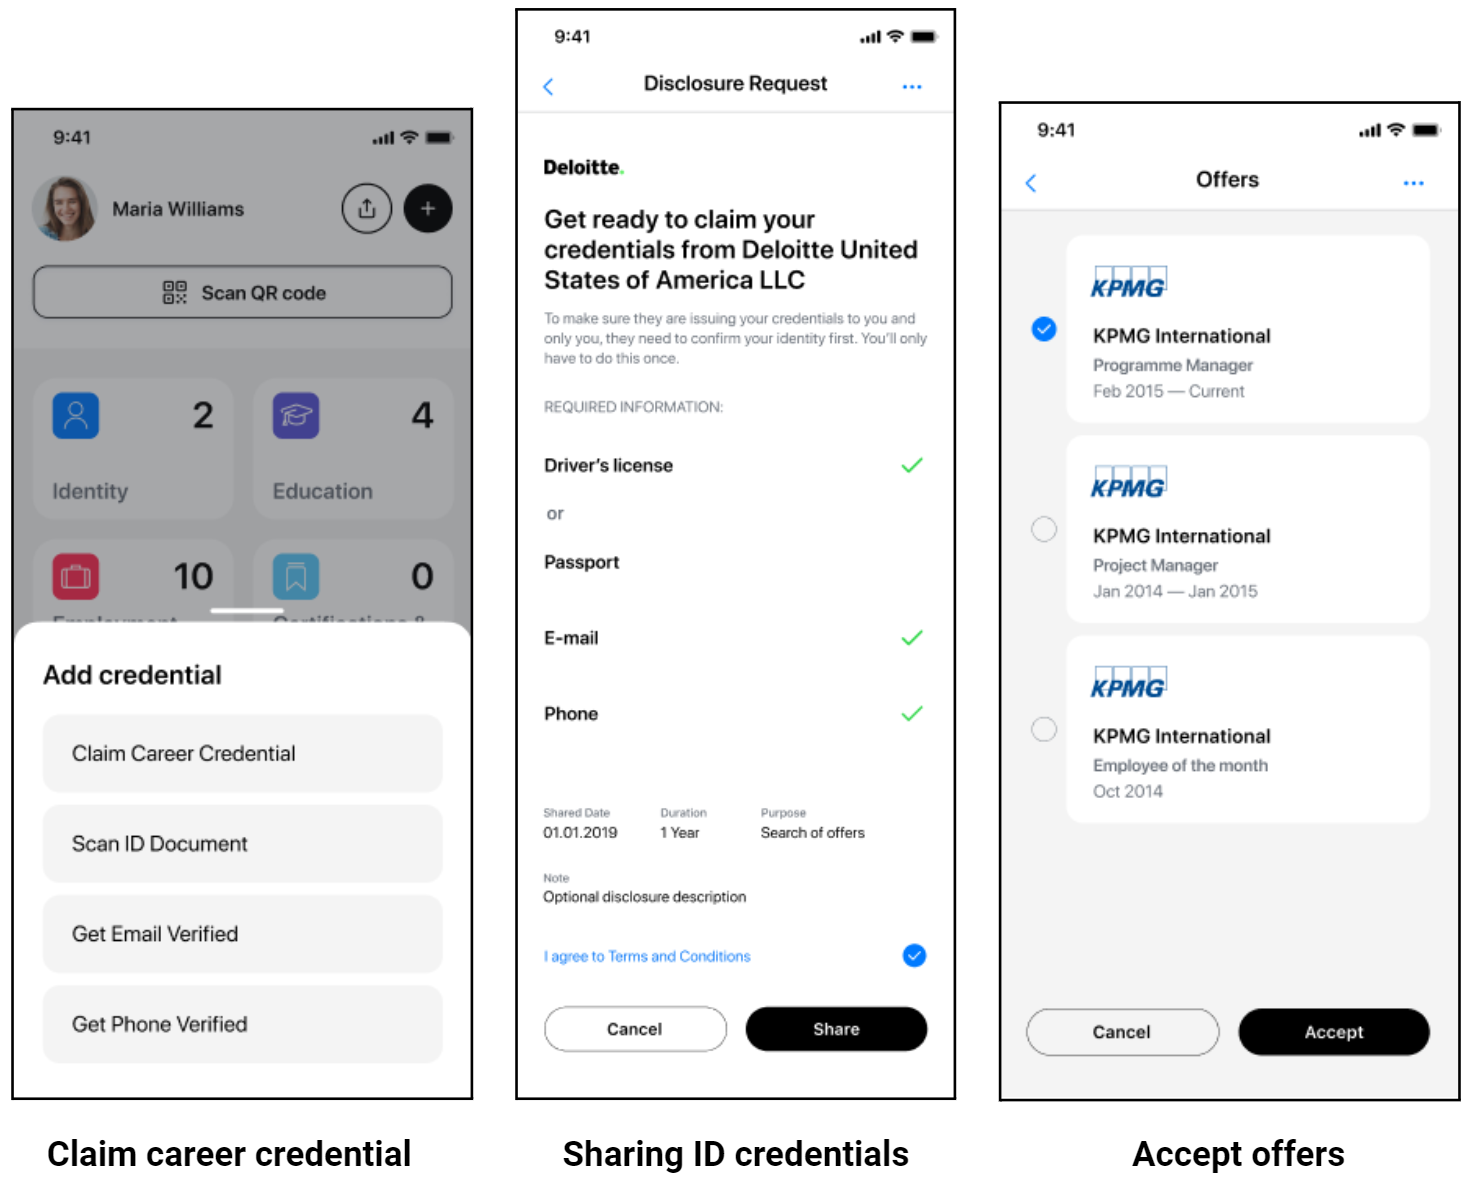 9:41
Maria Williams
Scan QR code
2
Identity
4
Education
10
Employment
0
Certifications &
Add credential
Claim Career Credential
Scan ID Document
Get Email Verified
Get Phone Verified
Claim career credential
9:41
Disclosure Request
Deloitte.
Get ready to claim your
credentials from Deloitte United
States of America LLC
To make sure they are issuing your credentials to you and
only you, they need to confirm your identity first. You'll only
have to do this once.
REQUIRED INFORMATION:
Driver's license
or
Passport
E-mail
Phone
Shared Date Duration Purpose
01.01.2019 1 Year Search of offers
Note
Optional disclosure description
I agree to Terms and Conditions
Cancel Share
Sharing ID credentials
9:41
Offers
KPMG
KPMG International
Programme Manager
Feb 2015 — Current
KPMG
KPMG International
Project Manager
Jan 2014 — Jan 2015
KPMG
KPMG International
Employee of the month
Oct 2014
Cancel Accept
Accept offers